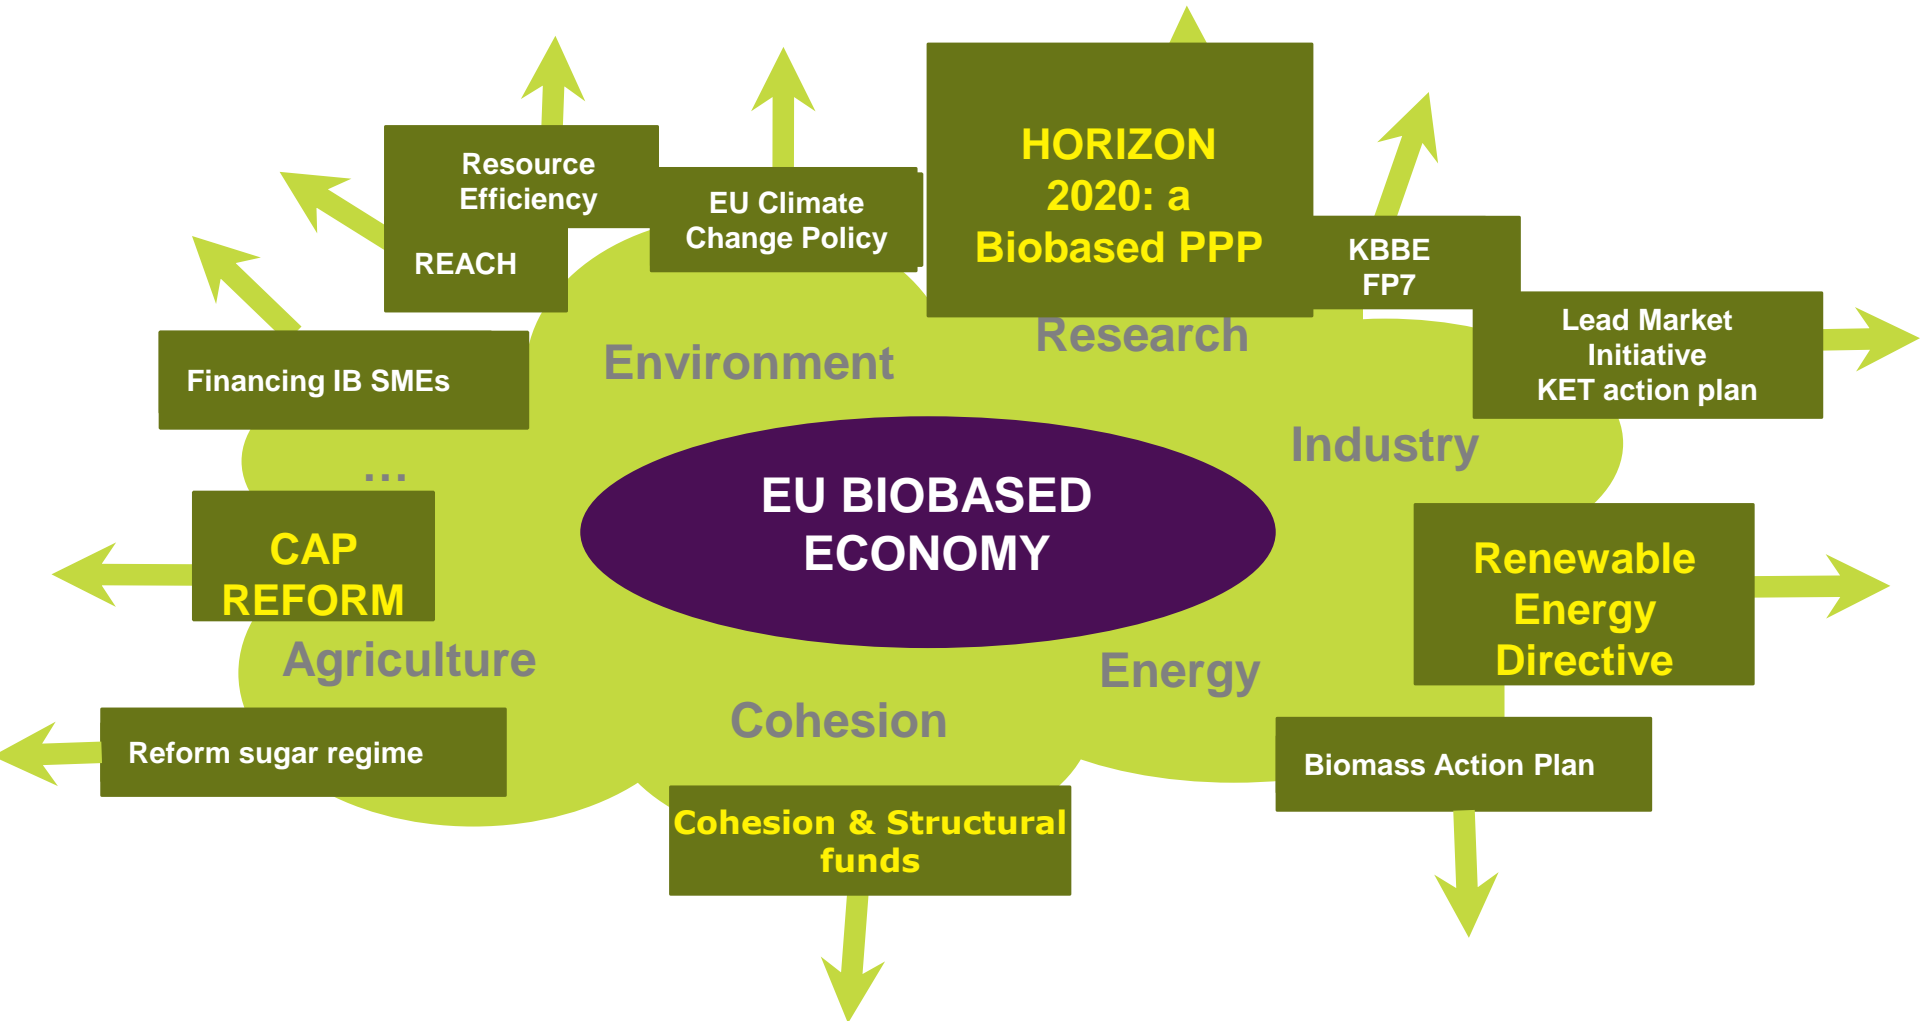 HORIZON
2020: a
Biobased PPP
Resource
Efficiency
EU Climate
Change Policy
REACH
KBBE
FP7
Lead Market
Initiative
KET action plan
Financing IB SMEs
Environment
Research
Industry
…
EU BIOBASED
ECONOMY
CAP
REFORM
Renewable
Energy
Directive
Agriculture
Energy
Cohesion
Reform sugar regime
Biomass Action Plan
Cohesion & Structural
funds